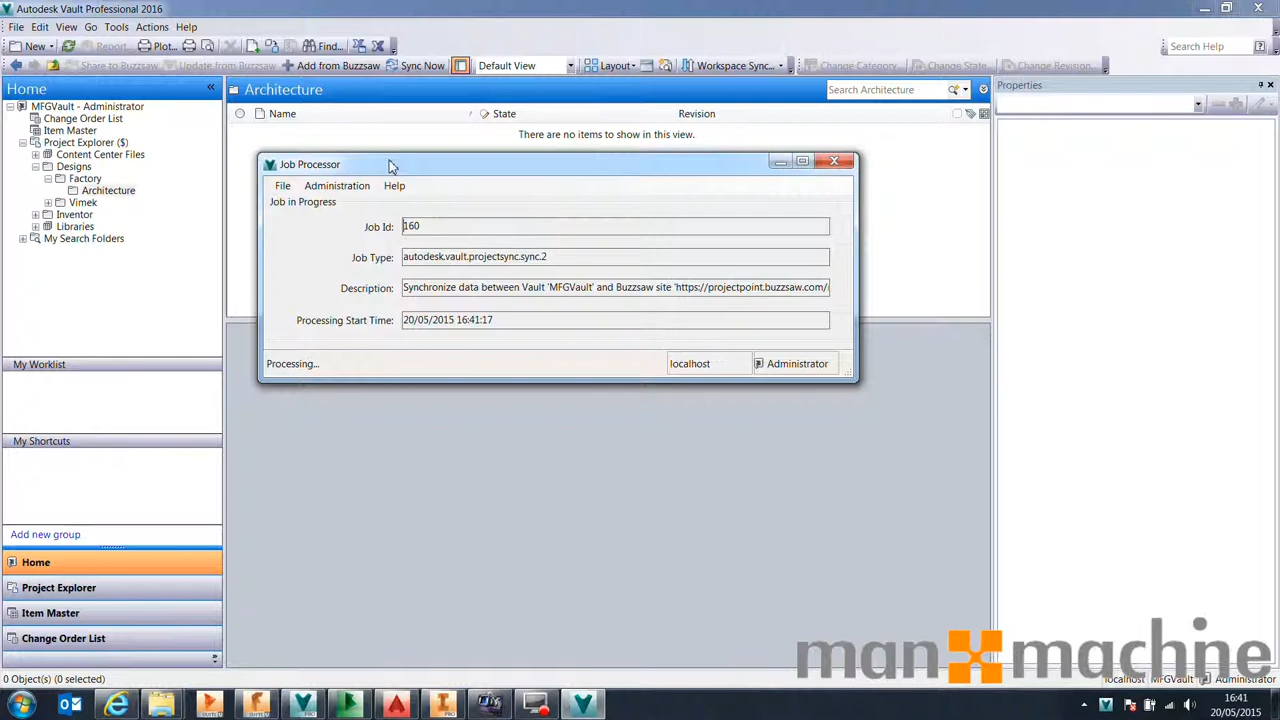 Autodesk Vault Professional 2016
File Edit View Go Tools Actions Help
New Report Plot... Find... Search Help
Share to Buzzsaw Update from Buzzsaw Add from Buzzsaw Sync Now Default View Layout Workspace Sync... Change Category... Change State... Change Revision...
Home
MFGVault - Administrator
Change Order List
Item Master
Project Explorer ($)
Content Center Files
Designs
Factory
Architecture
Vimek
Inventor
Libraries
My Search Folders
My Worklist
My Shortcuts
Add new group
Home
Project Explorer
Item Master
Change Order List
Architecture
Search Architecture
Name State Revision
There are no items to show in this view.
Job Processor
File Administration Help
Job in Progress
Job Id: 160
Job Type: autodesk.vault.projectsync.sync.2
Description: Synchronize data between Vault 'MFGVault' and Buzzsaw site 'https://projectpoint.buzzsaw.com/
Processing Start Time: 20/05/2015 16:41:17
Processing... localhost Administrator
Properties
man machine
0 Object(s) (0 selected)
localhost MFGVault Administrator
16:41
20/05/2015